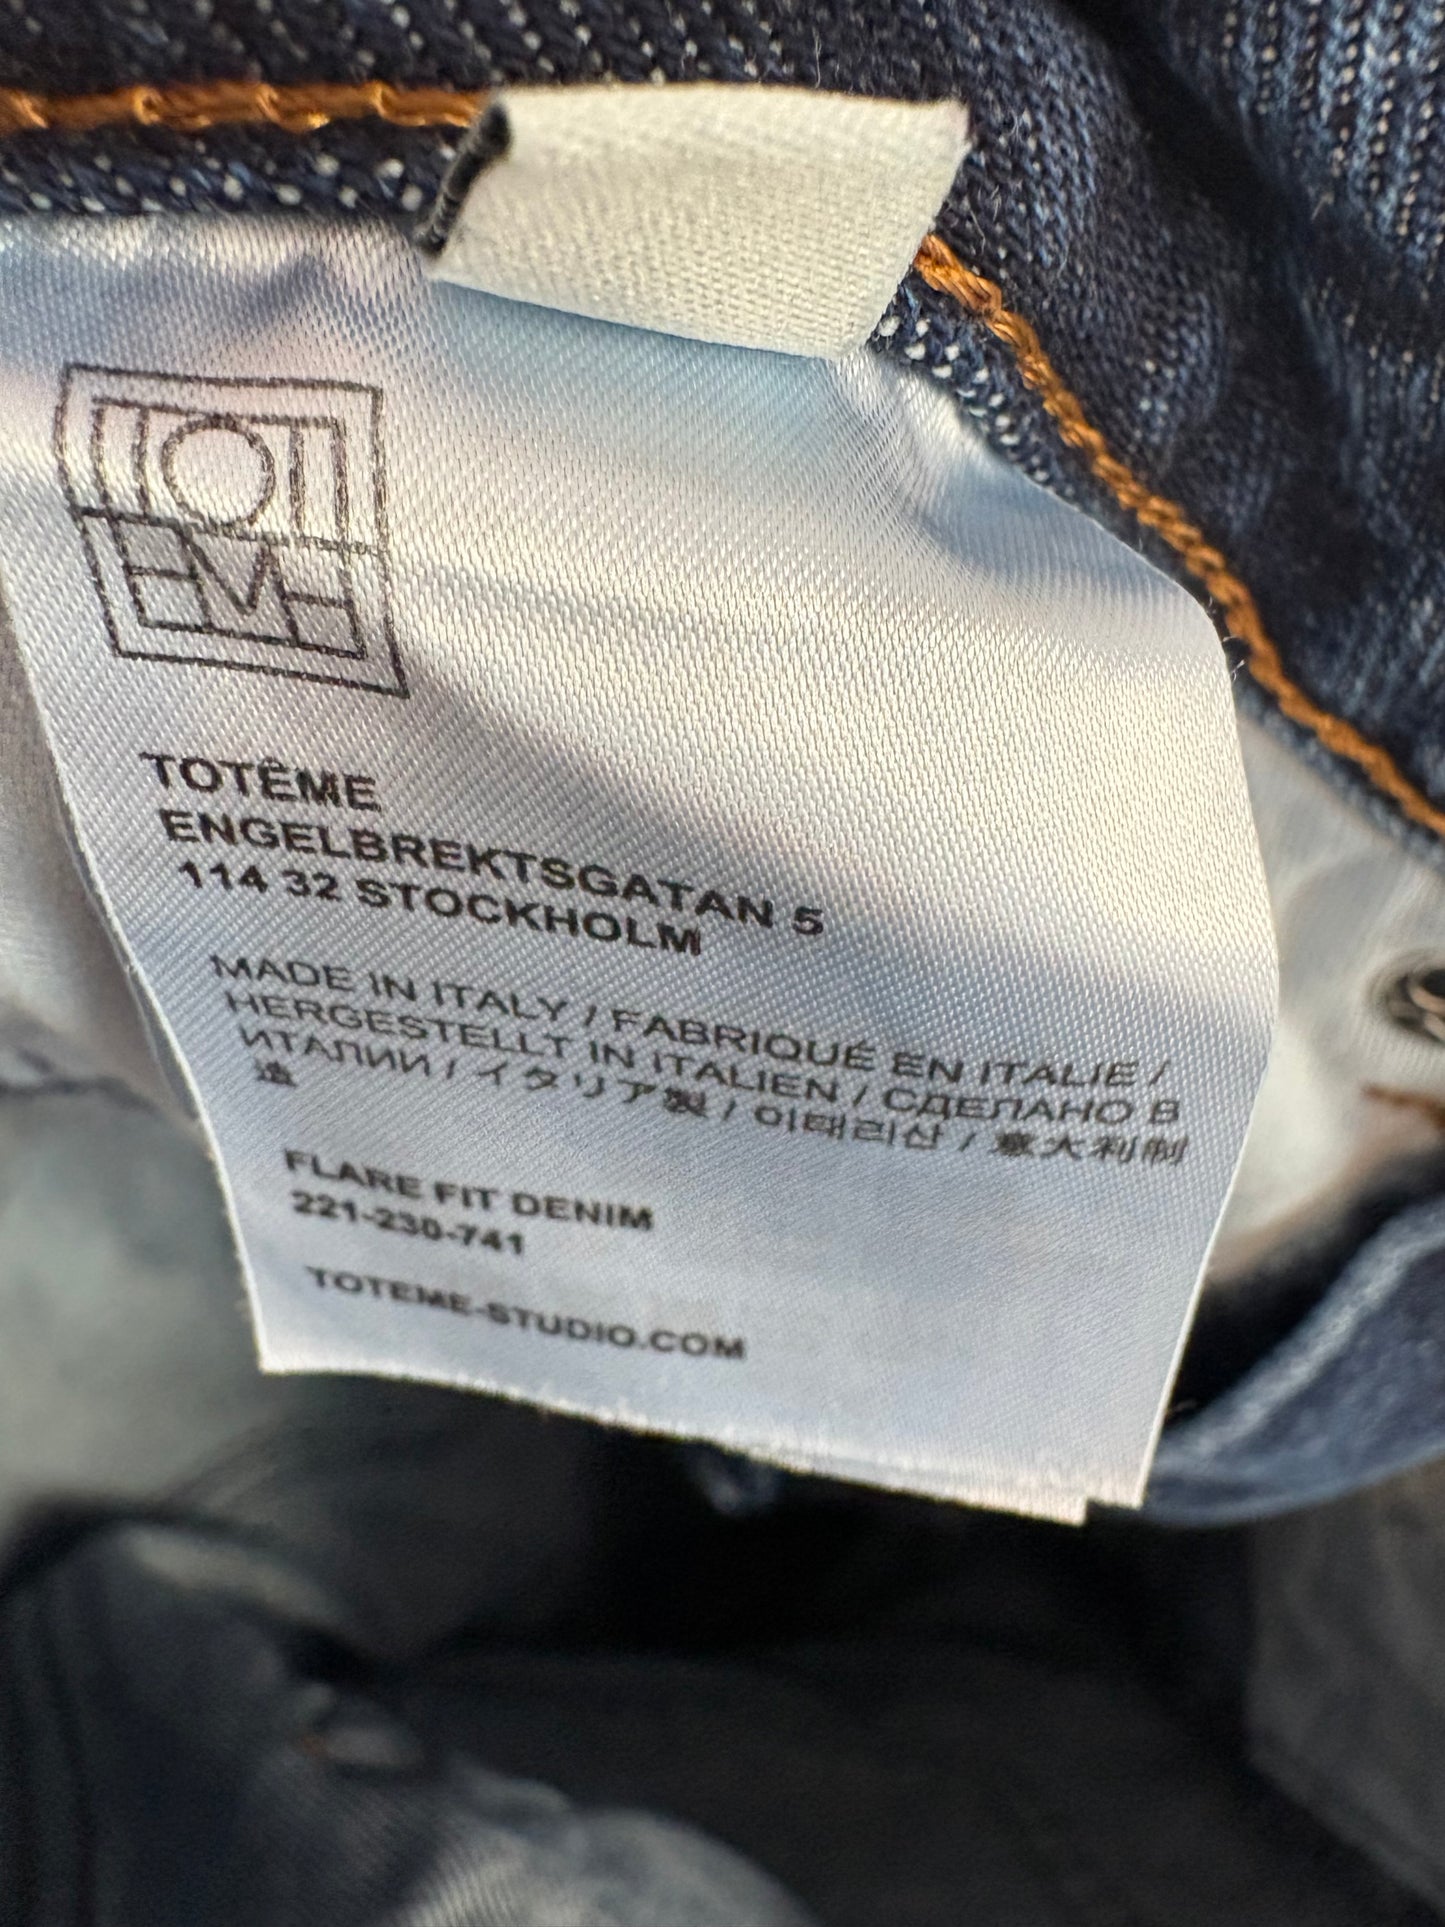 TOTEME
TOTÊME
ENGELBREKTSGATAN 5
114 32 STOCKHOLM
MADE IN ITALY / FABRIQUÉ EN ITALIE /
HERGESTELLT IN ITALIEN / СДЕЛАНО В
ИТАЛИИ / イタリア製 / 이태리산 / 意大利制
造
FLARE FIT DENIM
221-230-741
TOTEME-STUDIO.COM